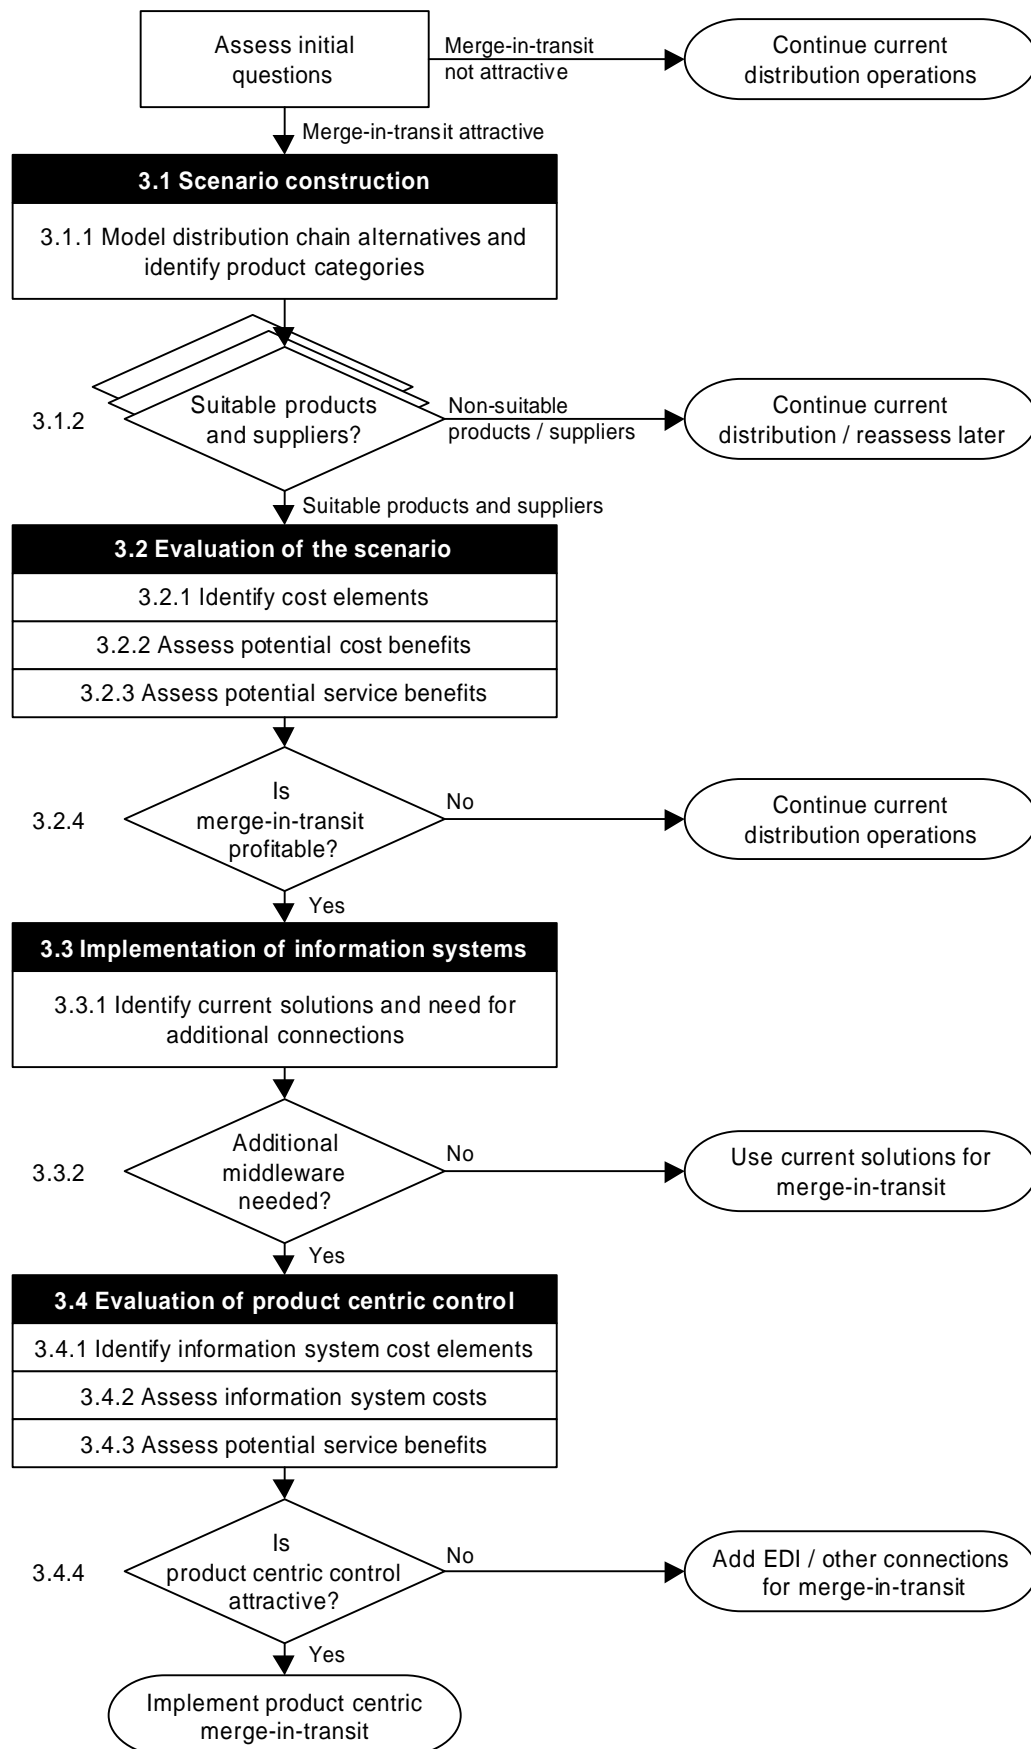 Assess initial
questions
Merge-in-transit
not attractive
Continue current
distribution operations
Merge-in-transit attractive
3.1 Scenario construction
3.1.1 Model distribution chain alternatives and
identify product categories
3.1.2
Suitable products
and suppliers?
Non-suitable
products / suppliers
Continue current
distribution / reassess later
Suitable products and suppliers
3.2 Evaluation of the scenario
3.2.1 Identify cost elements
3.2.2 Assess potential cost benefits
3.2.3 Assess potential service benefits
3.2.4
Is
merge-in-transit
profitable?
No
Continue current
distribution operations
Yes
3.3 Implementation of information systems
3.3.1 Identify current solutions and need for
additional connections
3.3.2
Additional
middleware
needed?
No
Use current solutions for
merge-in-transit
Yes
3.4 Evaluation of product centric control
3.4.1 Identify information system cost elements
3.4.2 Assess information system costs
3.4.3 Assess potential service benefits
3.4.4
Is
product centric control
attractive?
No
Add EDI / other connections
for merge-in-transit
Yes
Implement product centric
merge-in-transit